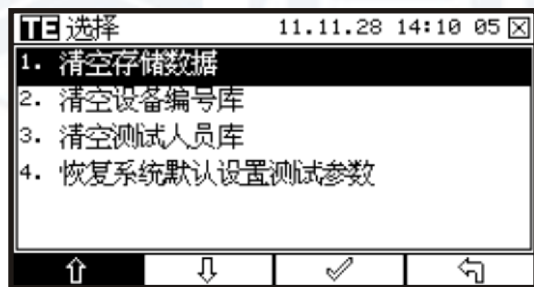 TE 选择 11.11.28 14:10 05
1. 清空存储数据
2. 清空设备编号库
3. 清空测试人员库
4. 恢复系统默认设置测试参数